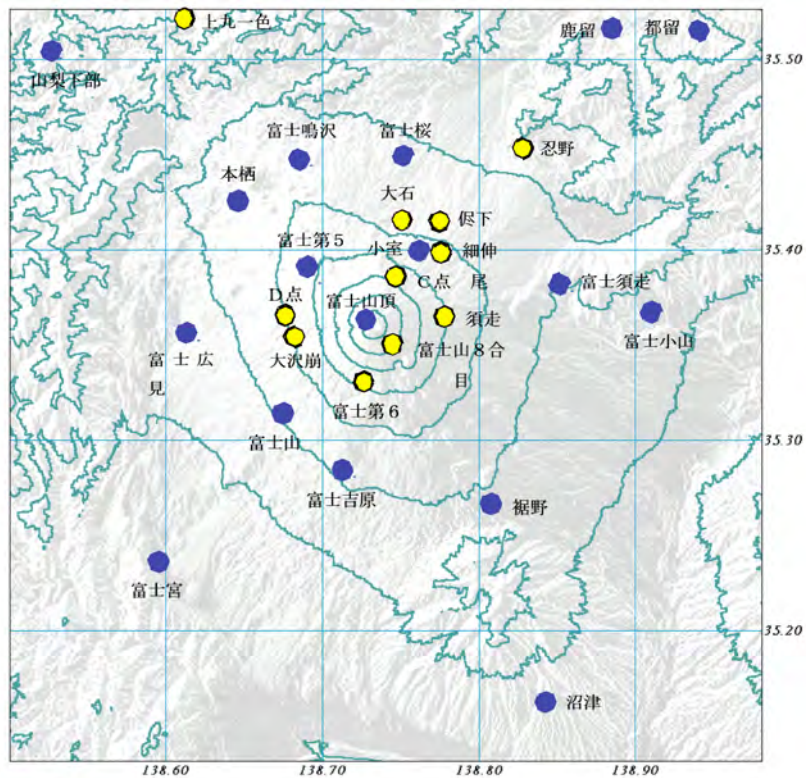 上九一色
鹿留
都留
山梨下部
35.50
富士鳴沢
富士桜
忍野
本栖
大石
侭下
富士第5
小室
細伸
35.40
D点
C点
尾
富士須走
富士山頂
須走
富士広
見
大沢崩
富士山8合
目
富士小山
富士第6
富士山
35.30
富士吉原
裾野
富士宮
35.20
沼津
138.60
138.70
138.80
138.90